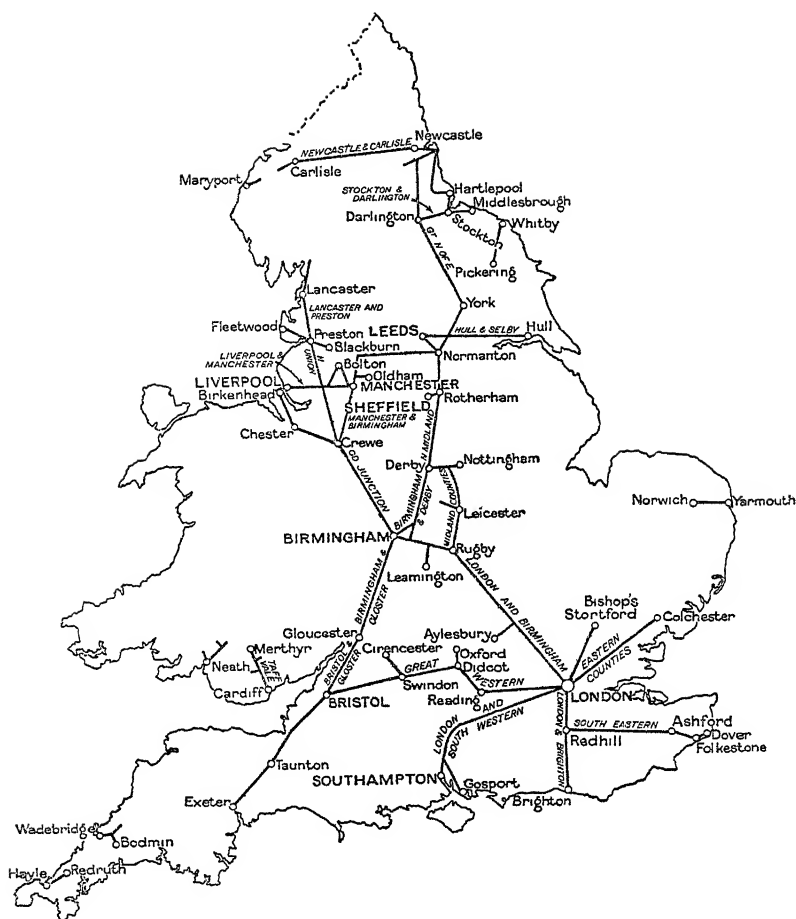 Newcastle
NEWCASTLE & CARLISLE
Carlisle
Maryport
STOCKTON &
DARLINGTON
Hartlepool
Middlesbrough
Darlington
Stockton
Whitby
GT N OF E
Pickering
Lancaster
LANCASTER AND
PRESTON
York
Fleetwood
Preston
LEEDS
HULL & SELBY
Hull
Blackburn
N UNION
Normanton
LIVERPOOL &
MANCHESTER
Bolton
Oldham
LIVERPOOL
MANCHESTER
Birkenhead
SHEFFIELD
Rotherham
MANCHESTER &
BIRMINGHAM
Chester
Crewe
N MIDLAND
GD JUNCTION
Derby
Nottingham
BIRMINGHAM
& DERBY
MIDLAND COUNTIES
Leicester
Norwich
Yarmouth
BIRMINGHAM
Rugby
Leamington
BIRMINGHAM &
GLOSTER
LONDON AND BIRMINGHAM
Bishop's
Stortford
Colchester
Gloucester
Aylesbury
EASTERN
COUNTIES
Merthyr
Cirencester
Oxford
Didcot
Neath
TAFF
VALE
BRISTOL &
GLOSTER
GREAT
WESTERN
Cardiff
Swindon
Reading
LONDON
BRISTOL
LONDON AND
SOUTH WESTERN
LONDON & BRIGHTON
SOUTH EASTERN
Ashford
Redhill
Dover
Folkestone
Taunton
SOUTHAMPTON
Gosport
Brighton
Exeter
Wadebridge
Bodmin
Hayle
Redruth